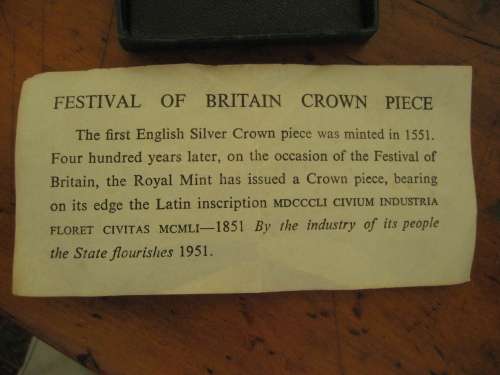 FESTIVAL OF BRITAIN CROWN PIECE
The first English Silver Crown piece was minted in 1551.
Four hundred years later, on the occasion of the Festival of
Britain, the Royal Mint has issued a Crown piece, bearing
on its edge the Latin inscription MDCCCLI CIVIUM INDUSTRIA
FLORET CIVITAS MCMLI—1851 By the industry of its people
the State flourishes 1951.